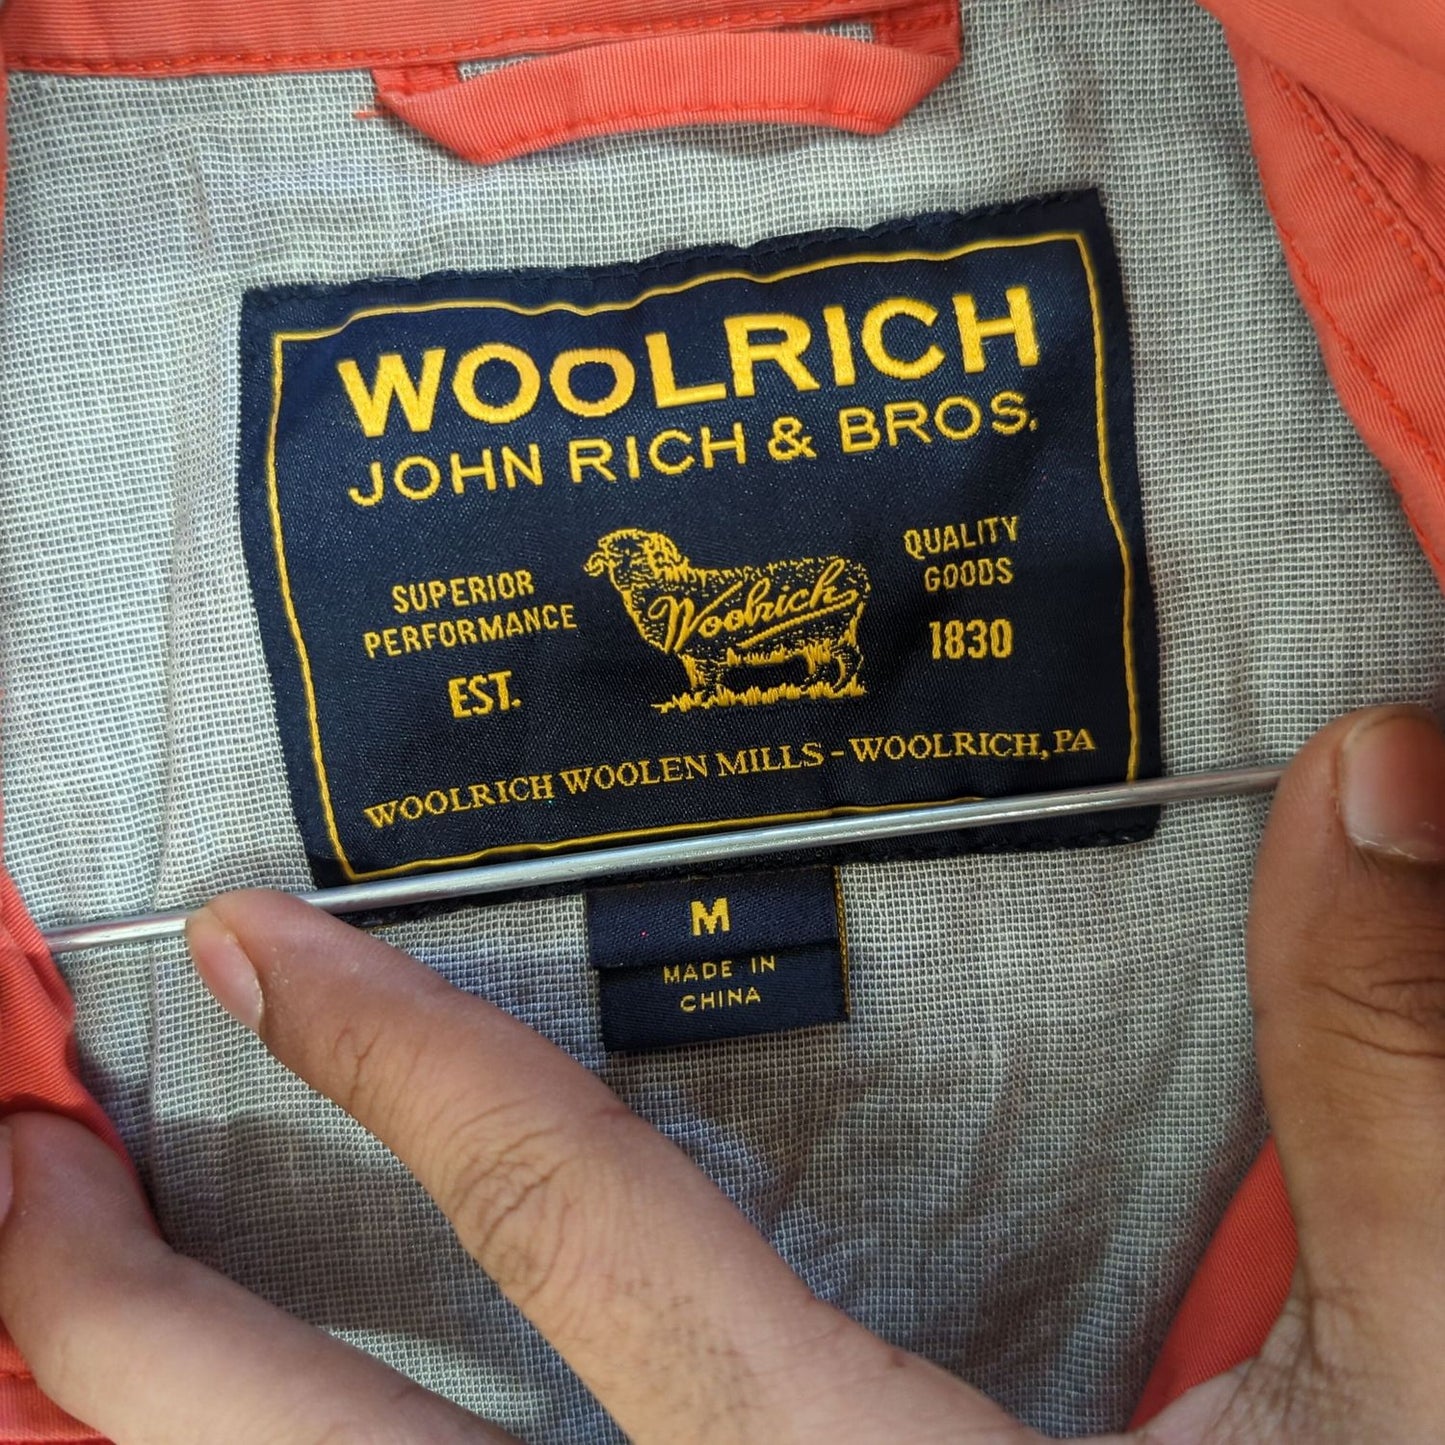 WOOLRICH
JOHN RICH & BROS.
SUPERIOR
PERFORMANCE
EST.
Woolrich
QUALITY
GOODS
1830
WOOLRICH WOOLEN MILLS - WOOLRICH, PA
M
MADE IN
CHINA